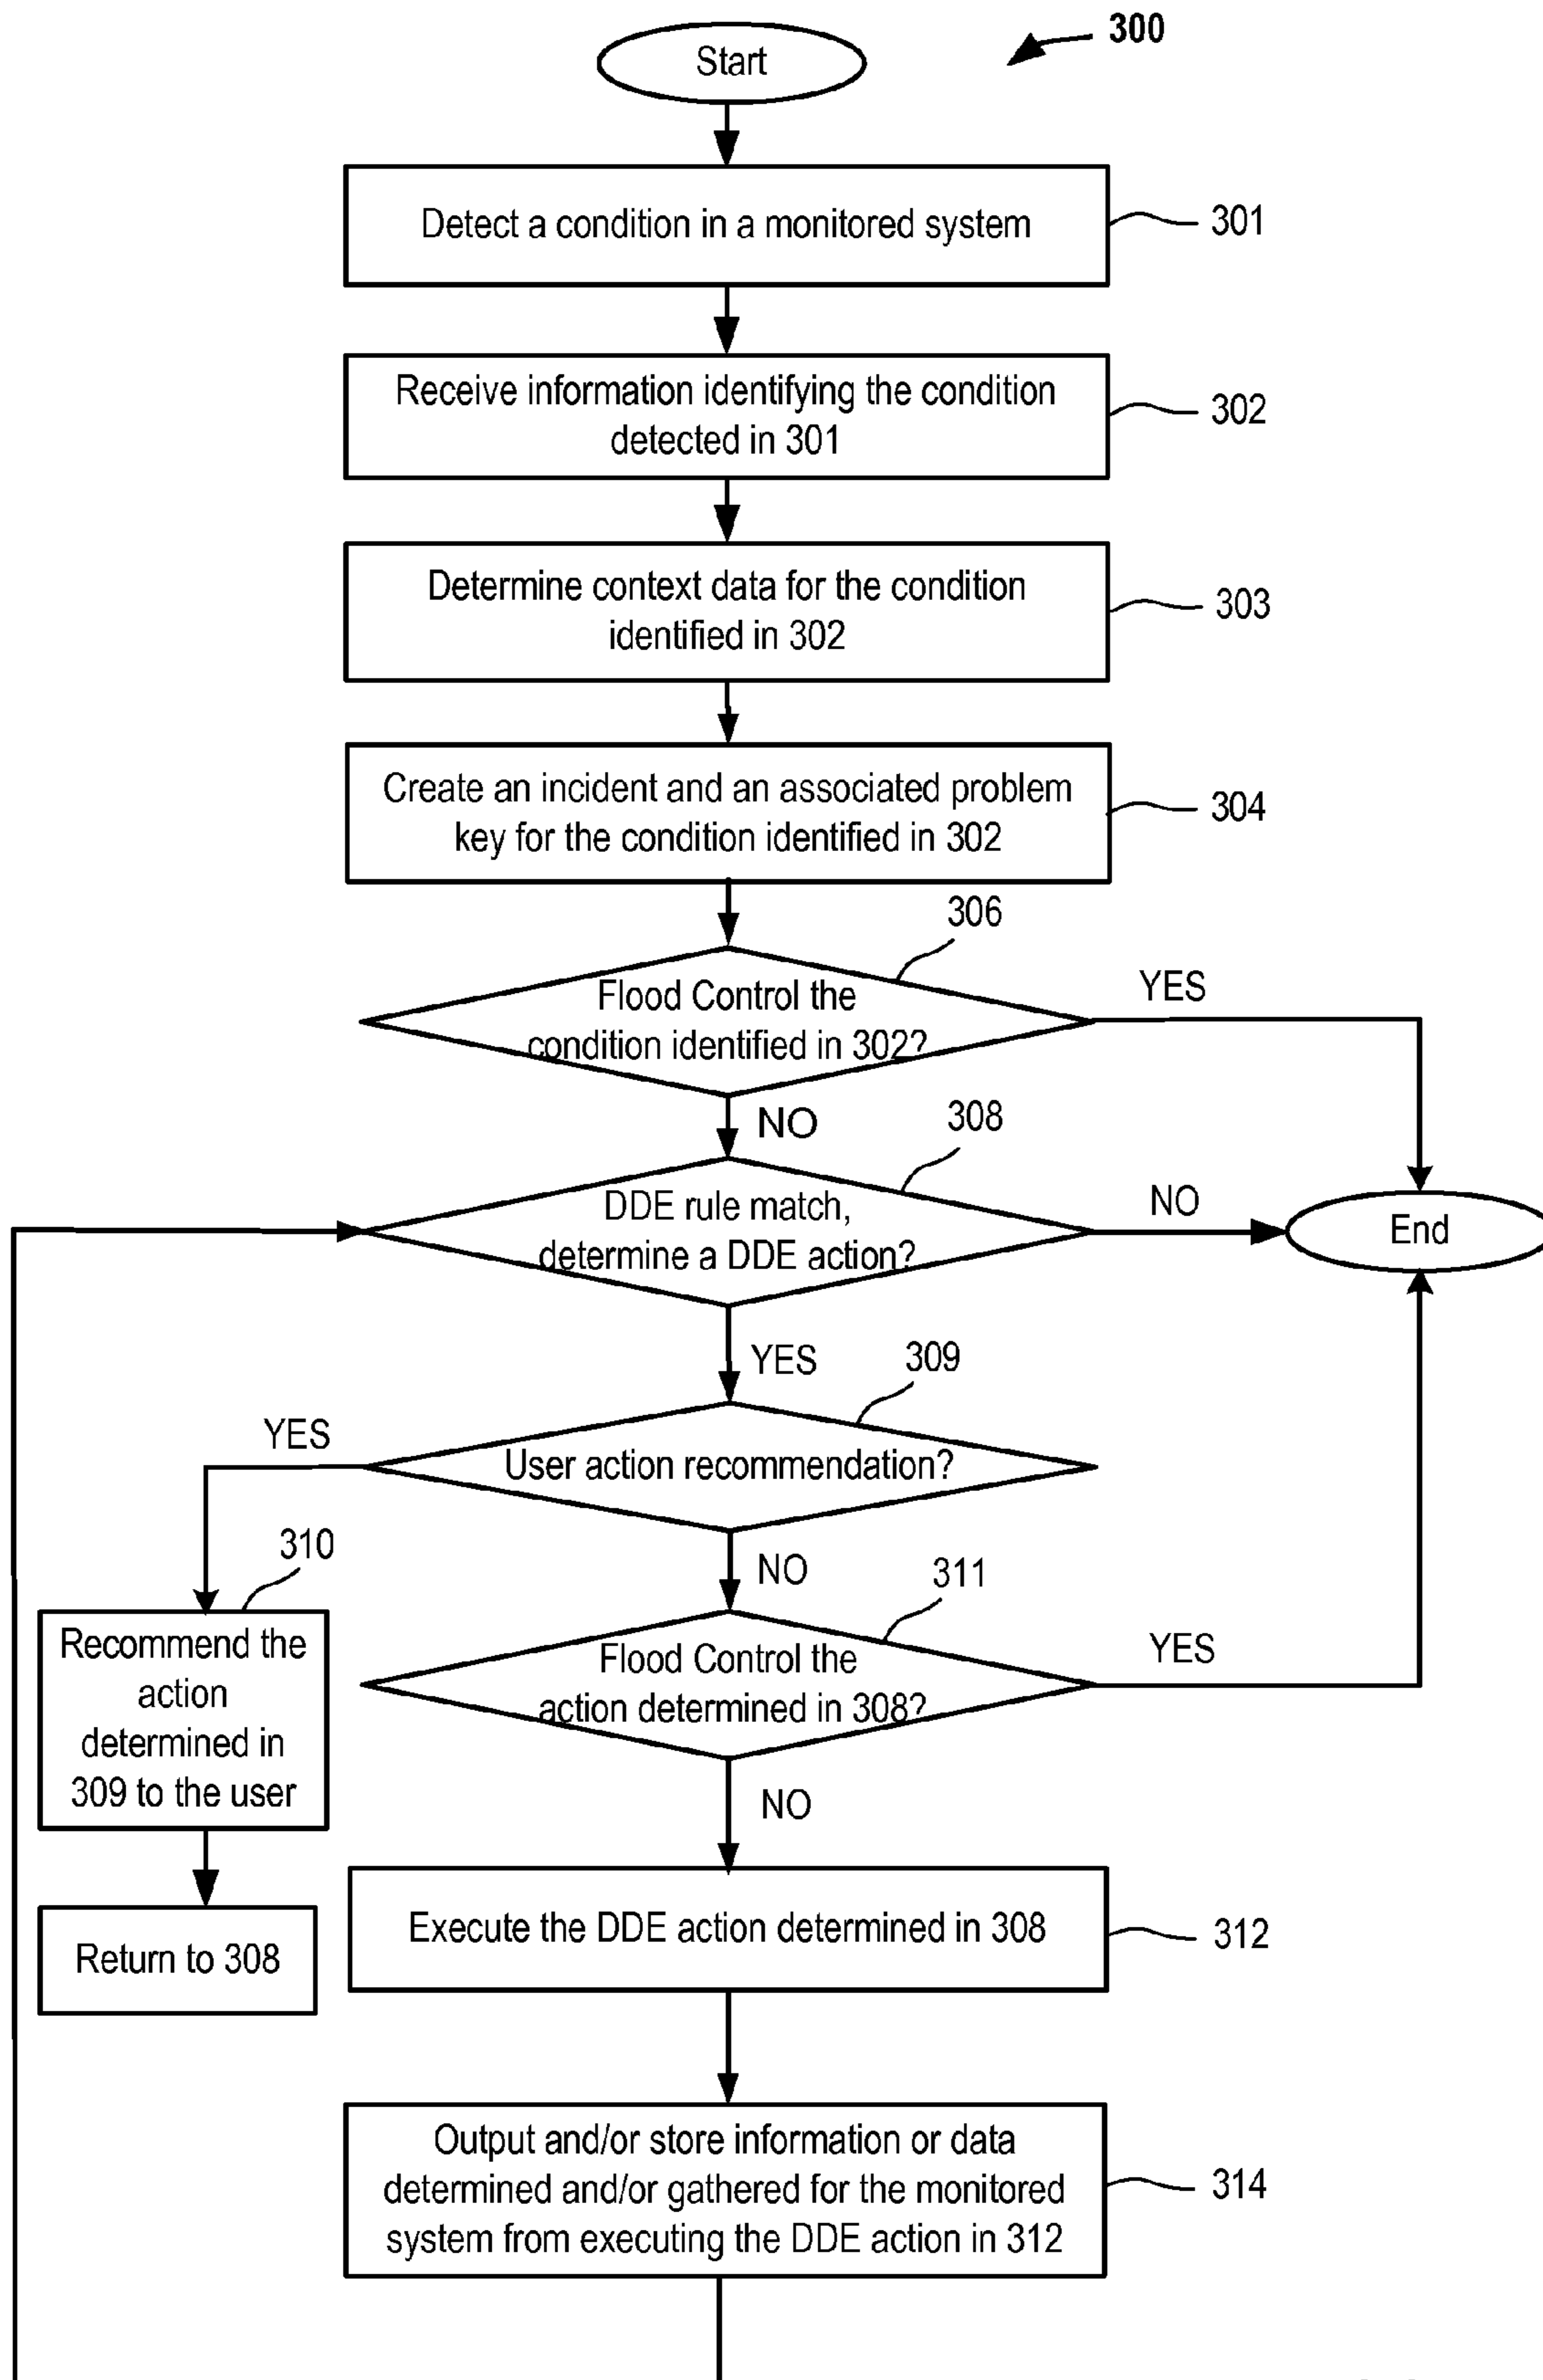 300
Start
Detect a condition in a monitored system
301
Receive information identifying the condition
detected in 301
302
Determine context data for the condition
identified in 302
303
Create an incident and an associated problem
key for the condition identified in 302
304
306
Flood Control the
condition identified in 302?
YES
NO
308
DDE rule match,
determine a DDE action?
NO
End
YES
309
User action recommendation?
YES
NO
310
Recommend the
action
determined in
309 to the user
Return to 308
311
Flood Control the
action determined in 308?
YES
NO
Execute the DDE action determined in 308
312
Output and/or store information or data
determined and/or gathered for the monitored
system from executing the DDE action in 312
314